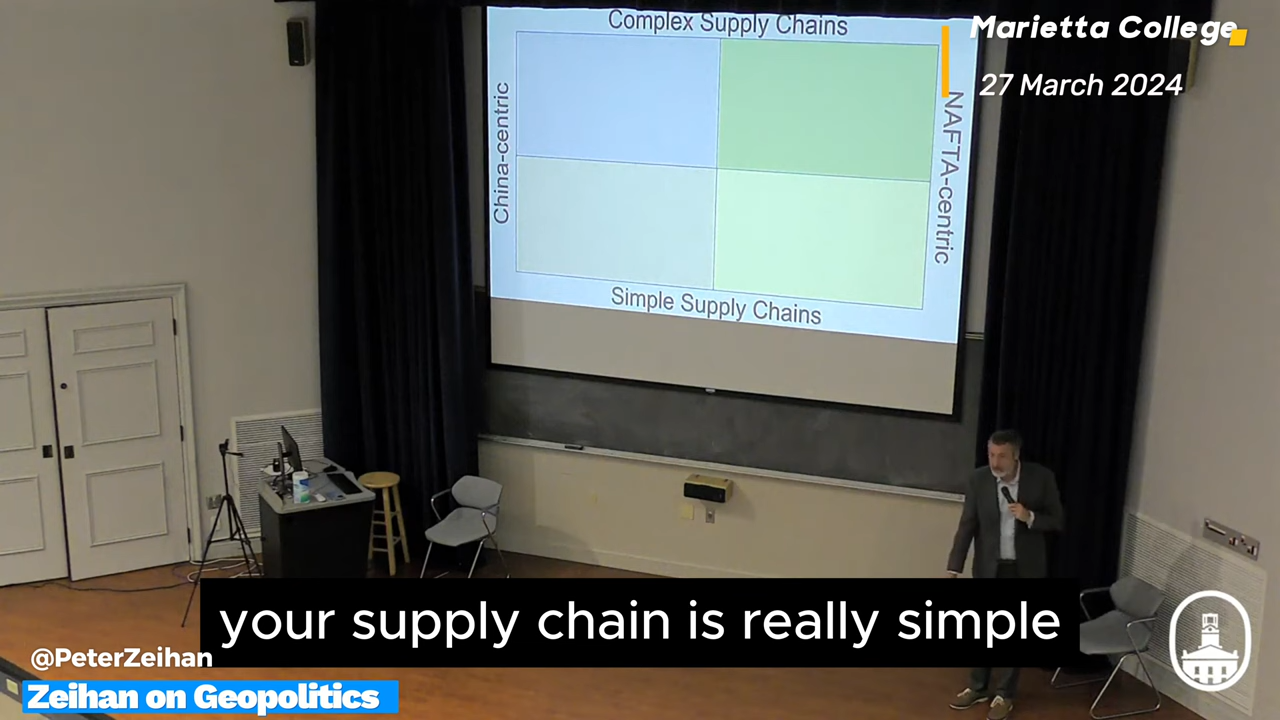 Complex Supply Chains
China-centric
NAFTA-centric
Simple Supply Chains
Marietta College
27 March 2024
your supply chain is really simple
@PeterZeihan
Zeihan on Geopolitics